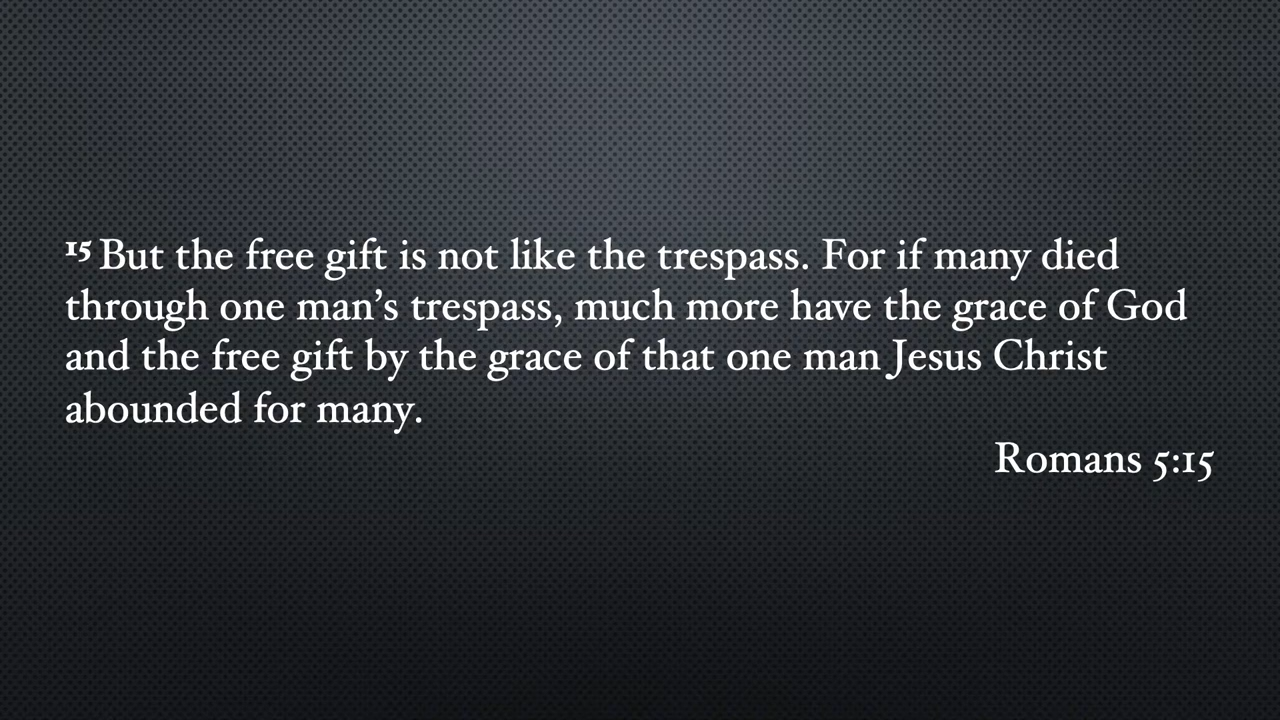 15 But the free gift is not like the trespass. For if many died
through one man’s trespass, much more have the grace of God
and the free gift by the grace of that one man Jesus Christ
abounded for many.
Romans 5:15